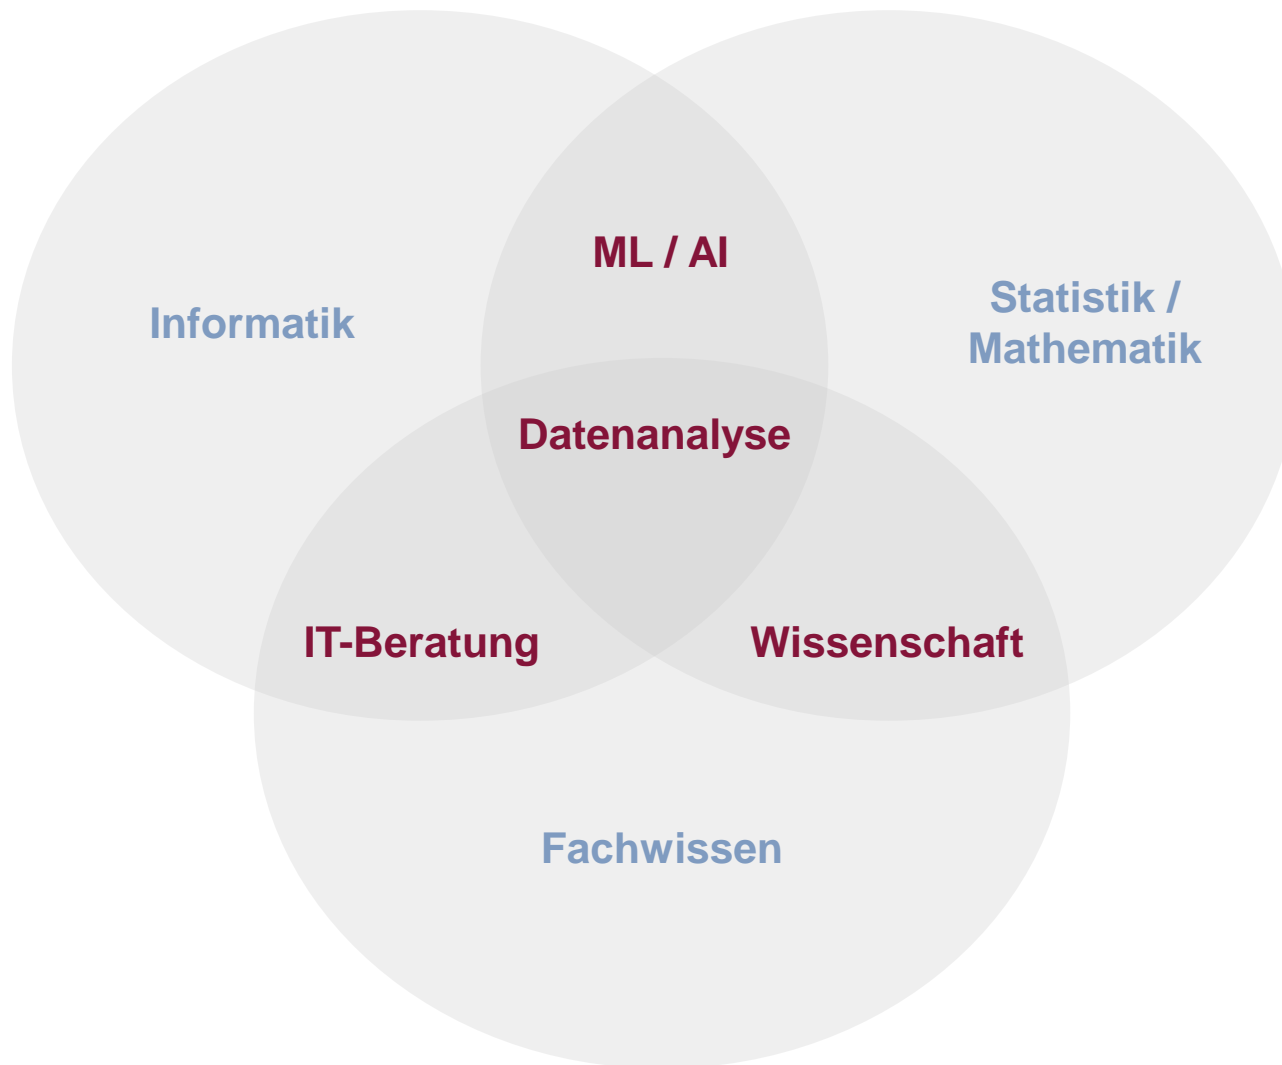 ML / AI
Informatik
Statistik /
Mathematik
Datenanalyse
IT-Beratung
Wissenschaft
Fachwissen